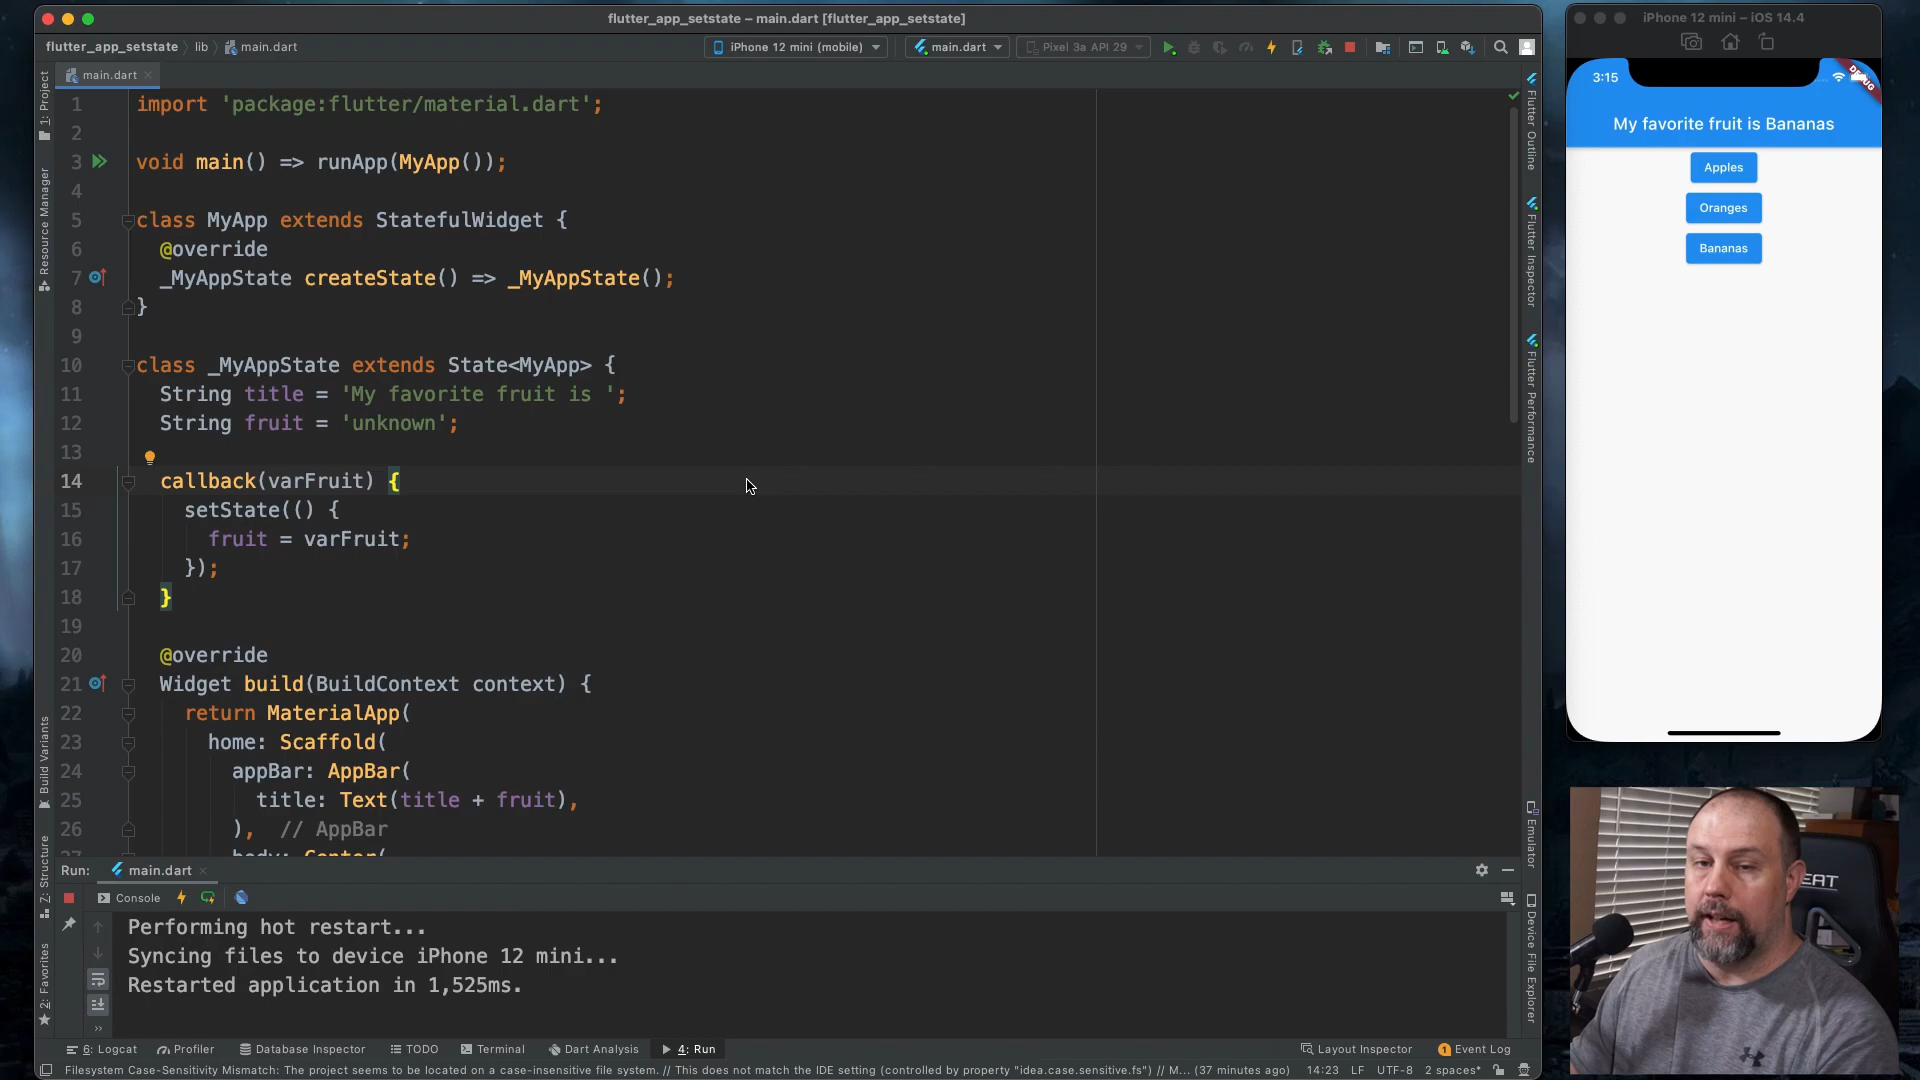 flutter_app_setstate – main.dart [flutter_app_setstate]
flutter_app_setstate
lib
main.dart
iPhone 12 mini (mobile)
main.dart
Pixel 3a API 29
main.dart
1: Project
Resource Manager
Build Variants
7: Structure
2: Favorites
1 import 'package:flutter/material.dart';
2
3 void main() => runApp(MyApp());
4
5 class MyApp extends StatefulWidget {
6 @override
7 _MyAppState createState() => _MyAppState();
8 }
9
10 class _MyAppState extends State<MyApp> {
11 String title = 'My favorite fruit is ';
12 String fruit = 'unknown';
13
14 callback(varFruit) {
15 setState(() {
16 fruit = varFruit;
17 });
18 }
19
20 @override
21 Widget build(BuildContext context) {
22 return MaterialApp(
23 home: Scaffold(
24 appBar: AppBar(
25 title: Text(title + fruit),
26 ), // AppBar
27 body: Center(
Flutter Outline
Flutter Inspector
Flutter Performance
Emulator
Device File Explorer
Run:
main.dart
Console
Performing hot restart...
Syncing files to device iPhone 12 mini...
Restarted application in 1,525ms.
6: Logcat
Profiler
Database Inspector
TODO
Terminal
Dart Analysis
4: Run
Layout Inspector
1 Event Log
Filesystem Case-Sensitivity Mismatch: The project seems to be located on a case-insensitive file system. // This does not match the IDE setting (controlled by property "idea.case.sensitive.fs") // M... (37 minutes ago)
14:23
LF
UTF-8
2 spaces*
iPhone 12 mini – iOS 14.4
3:15
DEBUG
My favorite fruit is Bananas
Apples
Oranges
Bananas